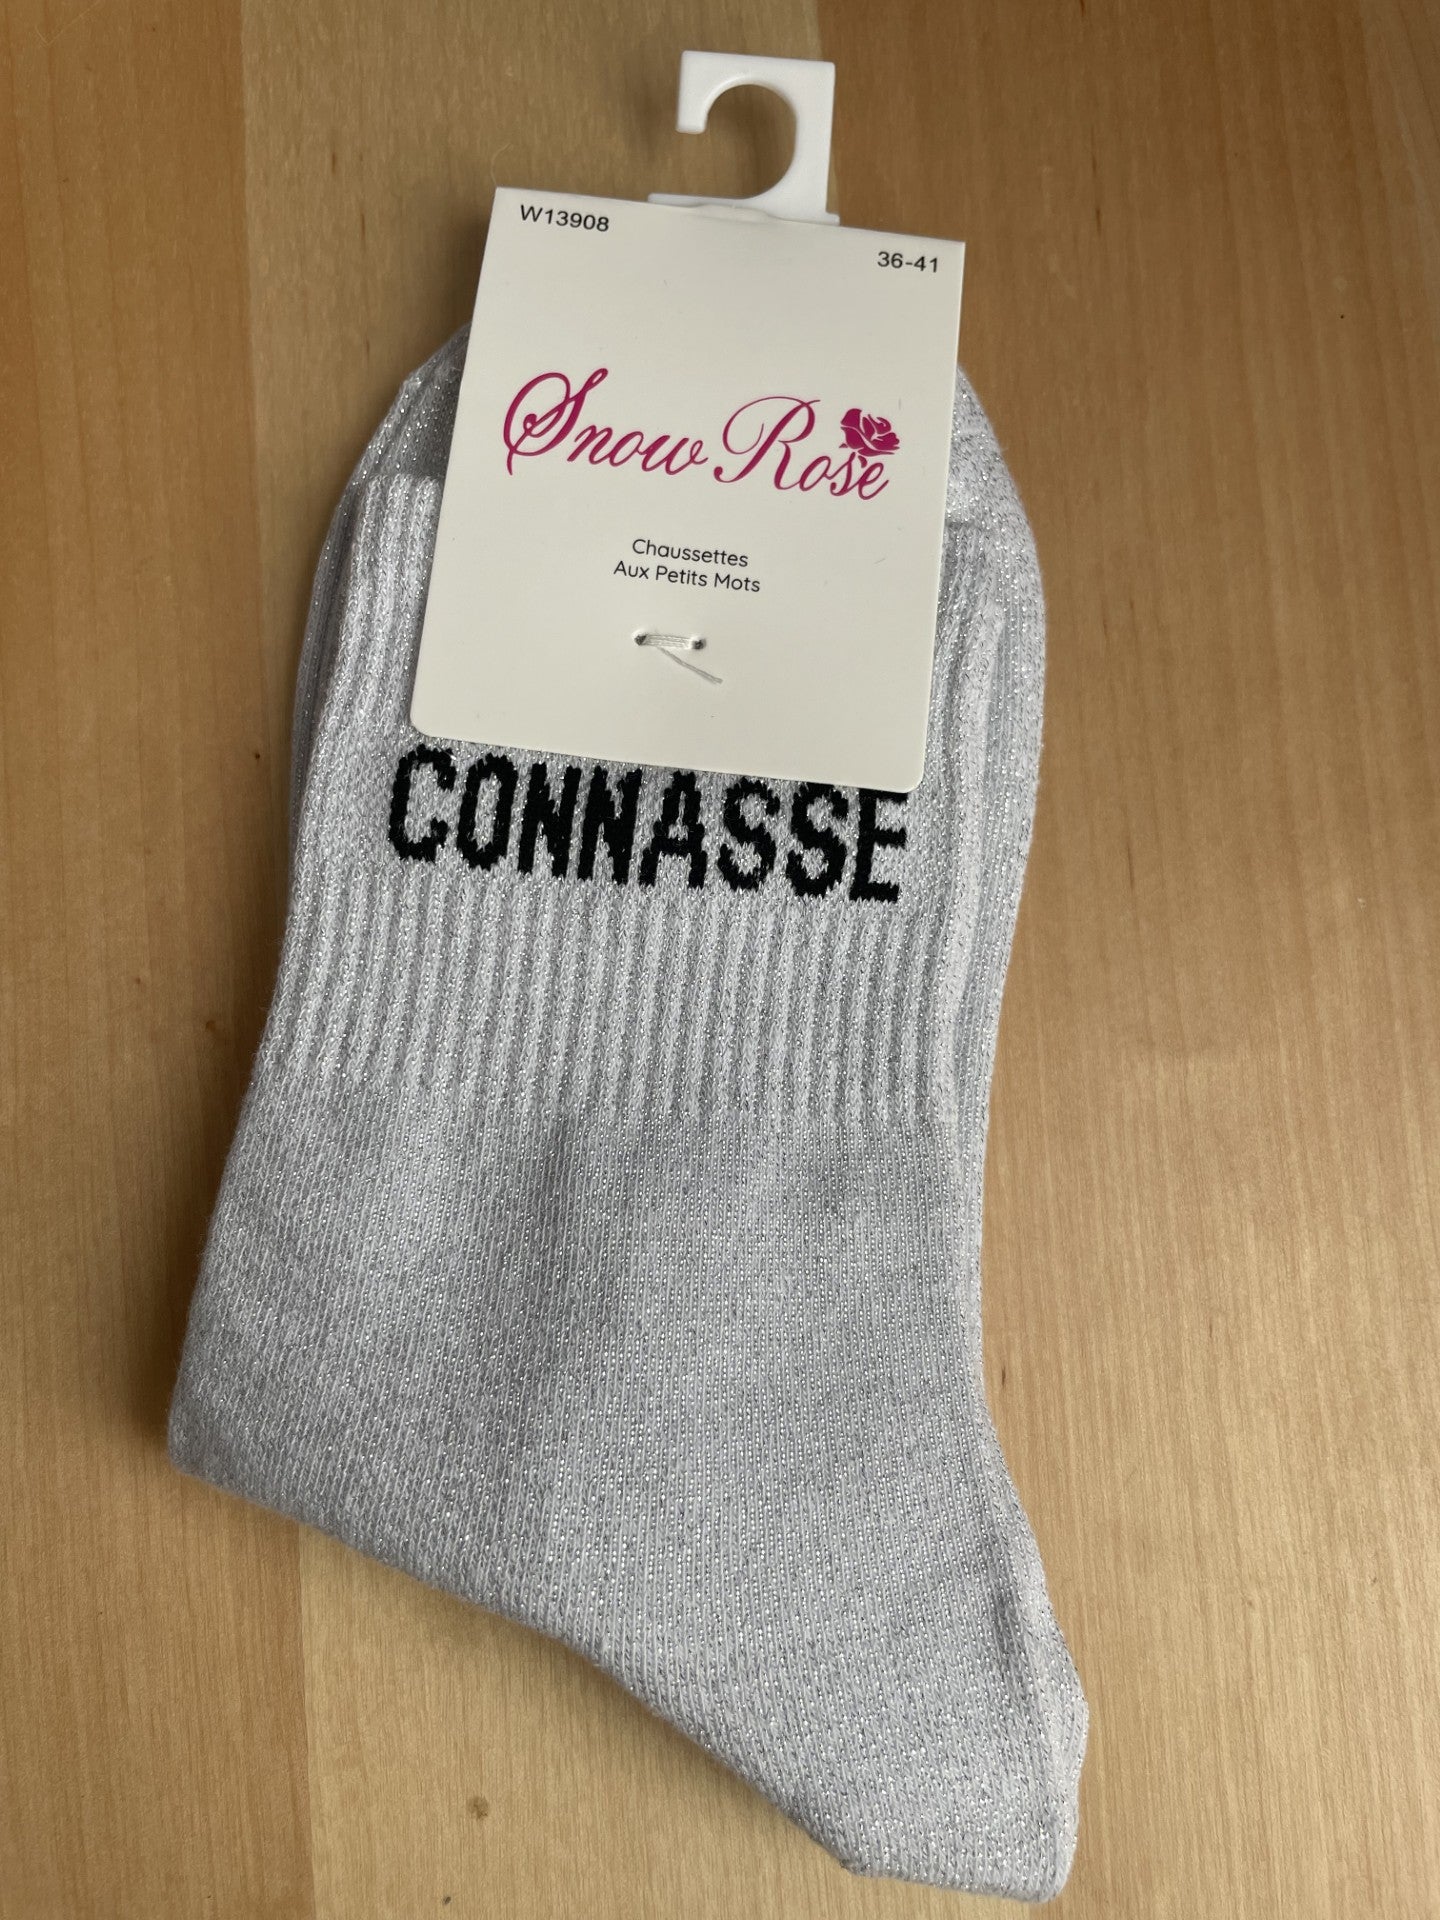 W13908
36-41
Snow Rose
Chaussettes
Aux Petits Mots
CONNASSE